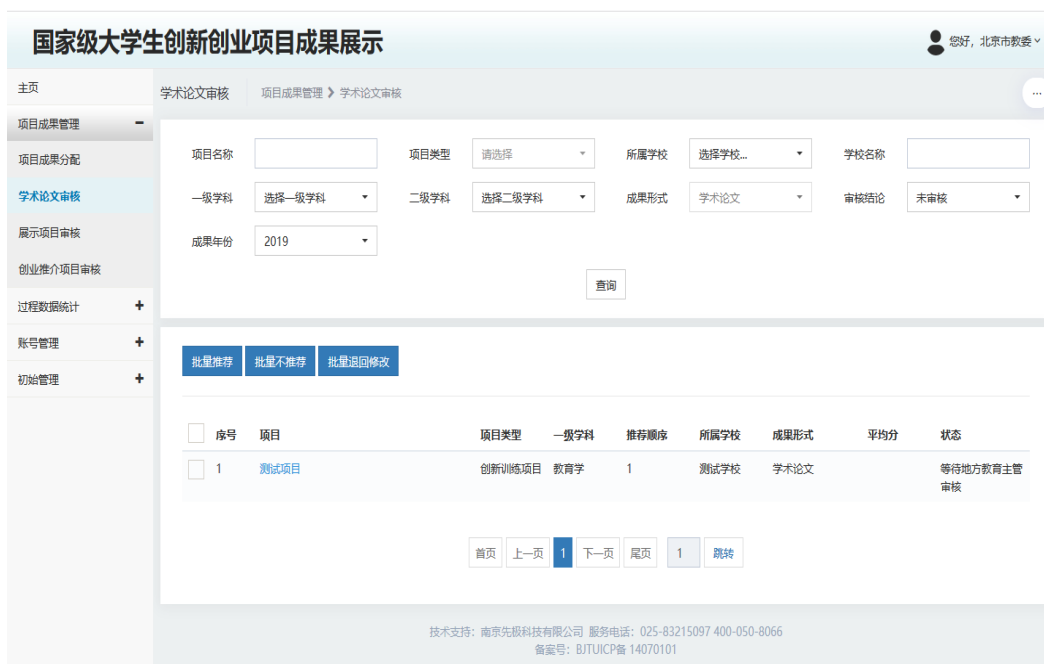 国家级大学生创新创业项目成果展示
您好，北京市教委
主页
学术论文审核 项目成果管理 ❯ 学术论文审核
...
项目成果管理 −
项目成果分配
学术论文审核
展示项目审核
创业推介项目审核
过程数据统计 +
账号管理 +
初始管理 +
项目名称 项目类型 请选择 所属学校 选择学校... 学校名称
一级学科 选择一级学科 二级学科 选择二级学科 成果形式 学术论文 审核结论 未审核
成果年份 2019
查询
批量推荐 批量不推荐 批量退回修改
序号 项目 项目类型 一级学科 推荐顺序 所属学校 成果形式 平均分 状态
1 测试项目 创新训练项目 教育学 1 测试学校 学术论文 等待地方教育主管
审核
首页 上一页 1 下一页 尾页 1 跳转
技术支持：南京先极科技有限公司 服务电话：025-83215097 400-050-8066
备案号：BJTUICP备 14070101